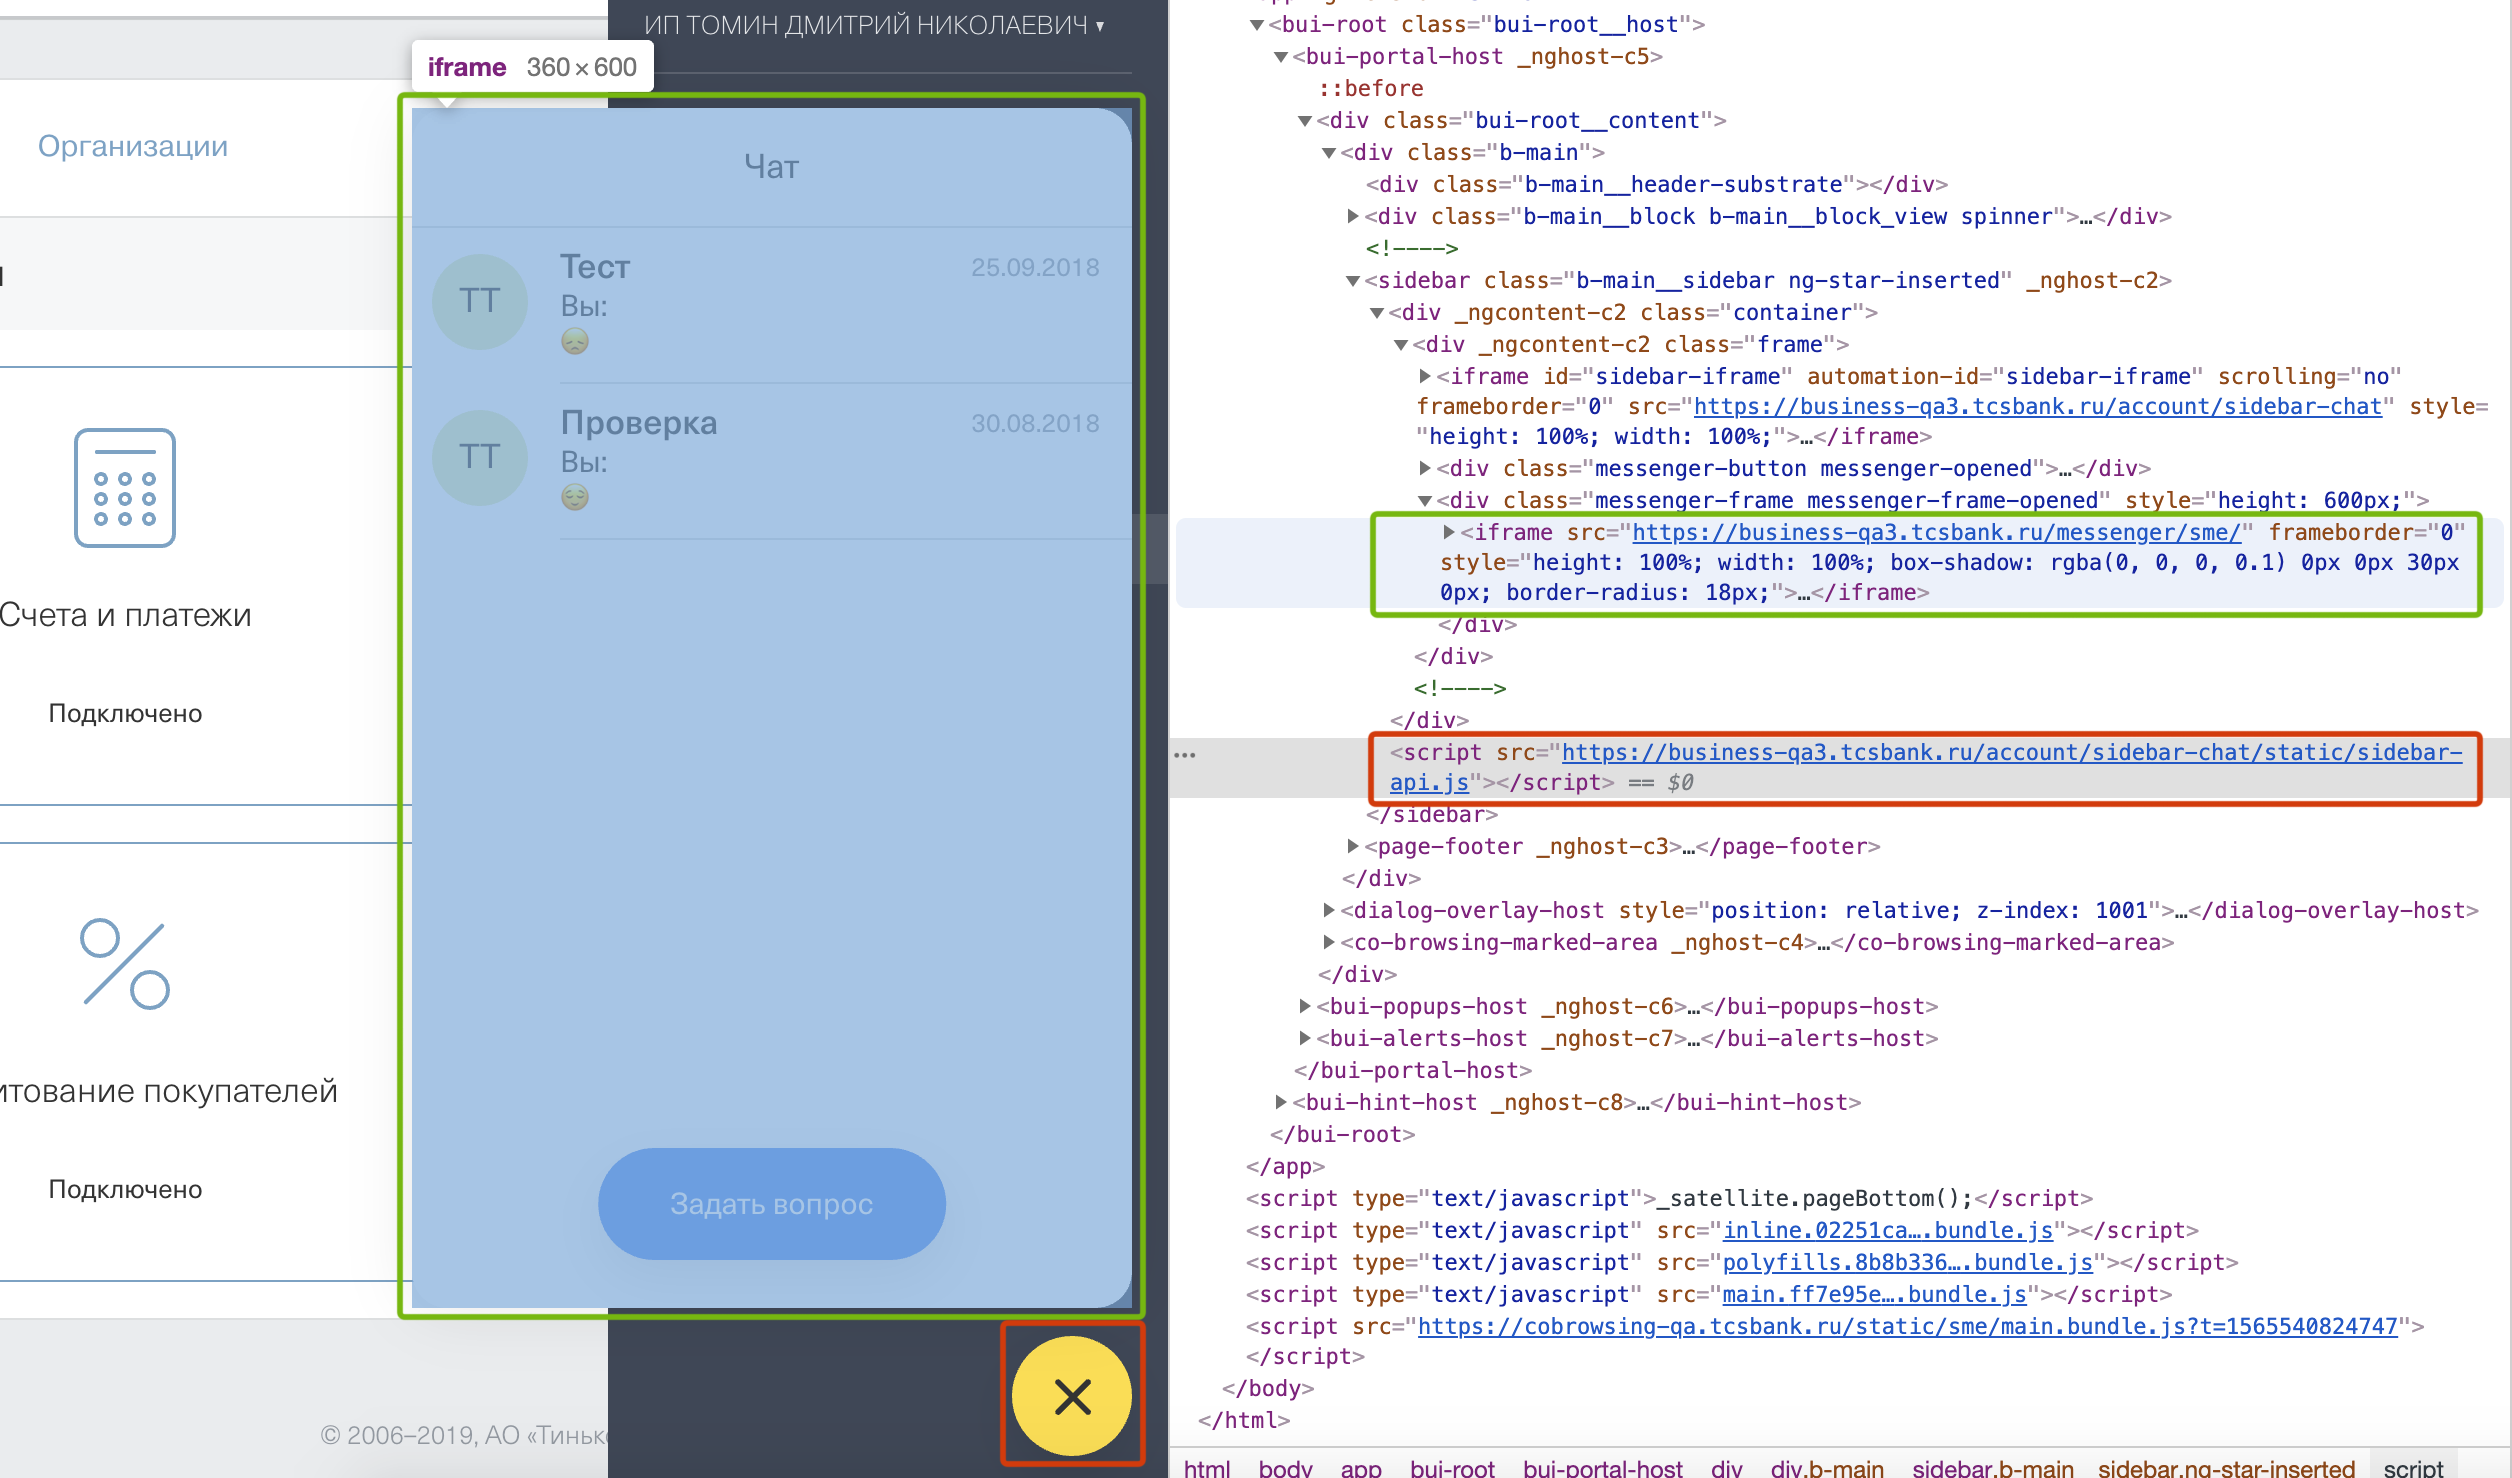 ИП ТОМИН ДМИТРИЙ НИКОЛАЕВИЧ ▾
iframe 360 × 600
Организации
Чат
ТТ
Тест
25.09.2018
Вы:
ТТ
Проверка
30.08.2018
Вы:
Счета и платежи
Подключено
итование покупателей
Подключено
Задать вопрос
© 2006–2019, АО «Тинько
<bui-root class="bui-root__host">
<bui-portal-host _nghost-c5>
::before
<div class="bui-root__content">
<div class="b-main">
<div class="b-main__header-substrate"></div>
<div class="b-main__block b-main__block_view spinner">…</div>
<!---->
<sidebar class="b-main__sidebar ng-star-inserted" _nghost-c2>
<div _ngcontent-c2 class="container">
<div _ngcontent-c2 class="frame">
<iframe id="sidebar-iframe" automation-id="sidebar-iframe" scrolling="no"
frameborder="0" src="https://business-qa3.tcsbank.ru/account/sidebar-chat" style=
"height: 100%; width: 100%;">…</iframe>
<div class="messenger-button messenger-opened">…</div>
<div class="messenger-frame messenger-frame-opened" style="height: 600px;">
<iframe src="https://business-qa3.tcsbank.ru/messenger/sme/" frameborder="0"
style="height: 100%; width: 100%; box-shadow: rgba(0, 0, 0, 0.1) 0px 0px 30px
0px; border-radius: 18px;">…</iframe>
</div>
</div>
<!---->
</div>
<script src="https://business-qa3.tcsbank.ru/account/sidebar-chat/static/sidebar-
api.js"></script> == $0
</sidebar>
<page-footer _nghost-c3>…</page-footer>
</div>
<dialog-overlay-host style="position: relative; z-index: 1001">…</dialog-overlay-host>
<co-browsing-marked-area _nghost-c4>…</co-browsing-marked-area>
</div>
<bui-popups-host _nghost-c6>…</bui-popups-host>
<bui-alerts-host _nghost-c7>…</bui-alerts-host>
</bui-portal-host>
<bui-hint-host _nghost-c8>…</bui-hint-host>
</bui-root>
</app>
<script type="text/javascript">_satellite.pageBottom();</script>
<script type="text/javascript" src="inline.02251ca….bundle.js"></script>
<script type="text/javascript" src="polyfills.8b8b336….bundle.js"></script>
<script type="text/javascript" src="main.ff7e95e….bundle.js"></script>
<script src="https://cobrowsing-qa.tcsbank.ru/static/sme/main.bundle.js?t=1565540824747">
</script>
</body>
</html>
html body app bui-root bui-portal-host div div.b-main sidebar.b-main sidebar.ng-star-inserted script